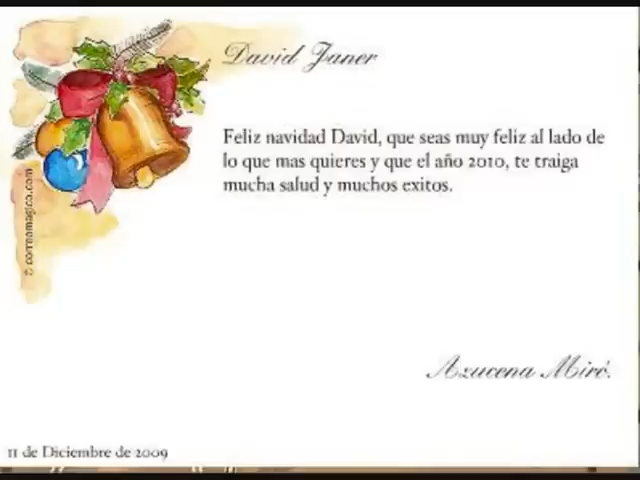 David Janer
Feliz navidad David, que seas muy feliz al lado de
lo que mas quieres y que el año 2010, te traiga
mucha salud y muchos exitos.
© correomagico.com
Azucena Miró.
11 de Diciembre de 2009